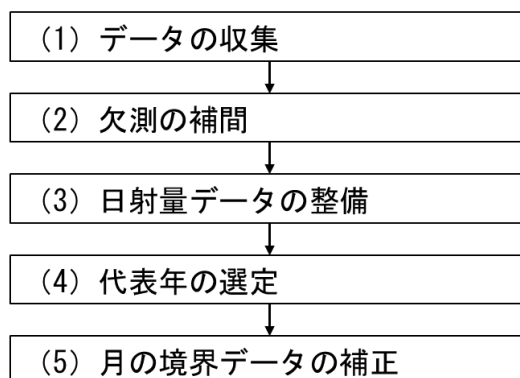 (1) データの収集
(2) 欠測の補間
(3) 日射量データの整備
(4) 代表年の選定
(5) 月の境界データの補正